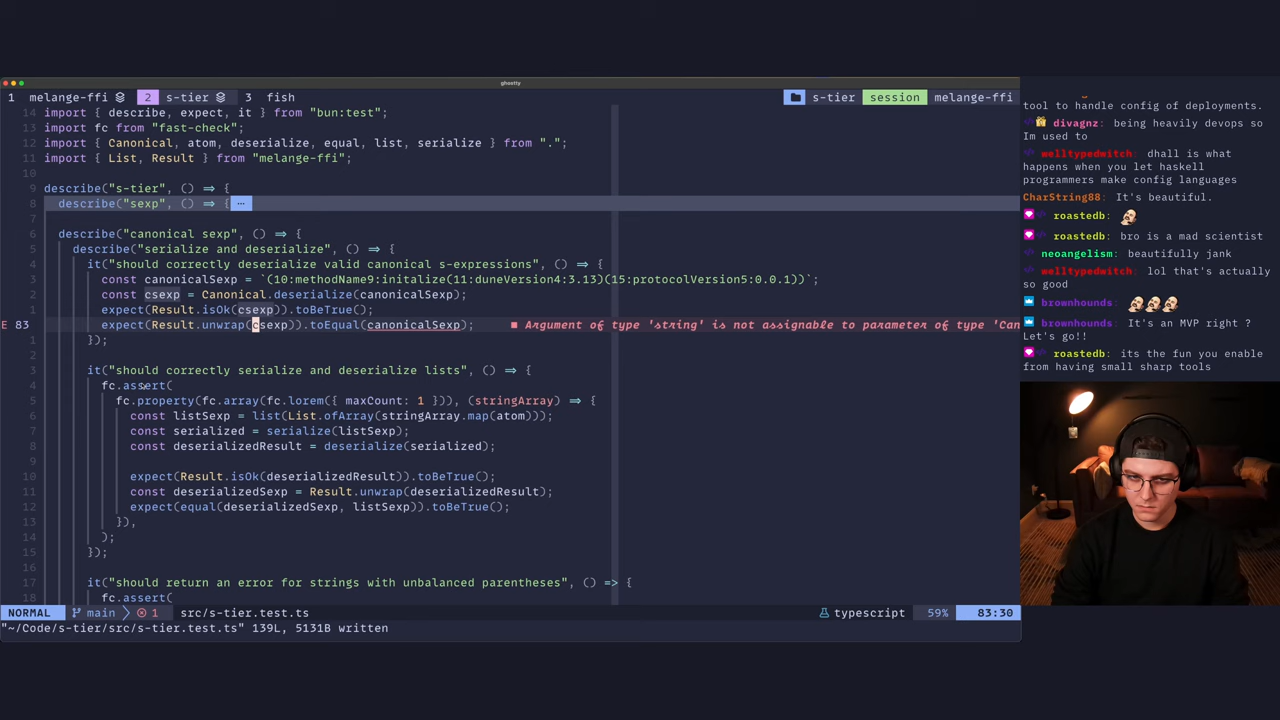 ghostty
1 melange-ffi 2 s-tier 3 fish s-tier session melange-ffi
14 import { describe, expect, it } from "bun:test";
13 import fc from "fast-check";
12 import { Canonical, atom, deserialize, equal, list, serialize } from ".";
11 import { List, Result } from "melange-ffi";
10
9 describe("s-tier", () => {
8 describe("sexp", () => { ...
7
6 describe("canonical sexp", () => {
5 describe("serialize and deserialize", () => {
4 it("should correctly deserialize valid canonical s-expressions", () => {
3 const canonicalSexp = `(10:methodName9:initalize(11:duneVersion4:3.13)(15:protocolVersion5:0.0.1))`;
2 const csexp = Canonical.deserialize(canonicalSexp);
1 expect(Result.isOk(csexp)).toBeTrue();
E 83 expect(Result.unwrap(csexp)).toEqual(canonicalSexp); ■ Argument of type 'string' is not assignable to parameter of type 'Can
1 });
2
3 it("should correctly serialize and deserialize lists", () => {
4 fc.assert(
5 fc.property(fc.array(fc.lorem({ maxCount: 1 })), (stringArray) => {
6 const listSexp = list(List.ofArray(stringArray.map(atom)));
7 const serialized = serialize(listSexp);
8 const deserializedResult = deserialize(serialized);
9
10 expect(Result.isOk(deserializedResult)).toBeTrue();
11 const deserializedSexp = Result.unwrap(deserializedResult);
12 expect(equal(deserializedSexp, listSexp)).toBeTrue();
13 }),
14 );
15 });
16
17 it("should return an error for strings with unbalanced parentheses", () => {
18 fc.assert(
NORMAL main 1 src/s-tier.test.ts typescript 59% 83:30
"~/Code/s-tier/src/s-tier.test.ts" 139L, 5131B written
tool to handle config of deployments.
divagnz: being heavily devops so
Im used to
welltypedwitch: dhall is what
happens when you let haskell
programmers make config languages
CharString88: It's beautiful.
roastedb:
roastedb: bro is a mad scientist
neoangelism: beautifully jank
welltypedwitch: lol that's actually
so good
brownhounds:
brownhounds: It's an MVP right ?
Let's go!!
roastedb: its the fun you enable
from having small sharp tools